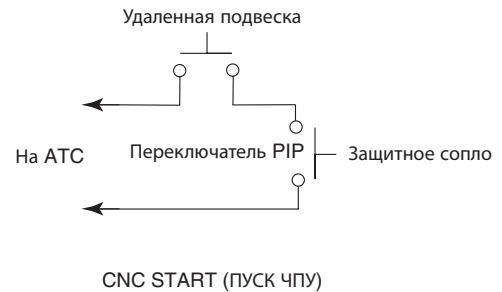 Удаленная подвеска
На АТС
Переключатель PIP
Защитное сопло
CNC START (ПУСК ЧПУ)